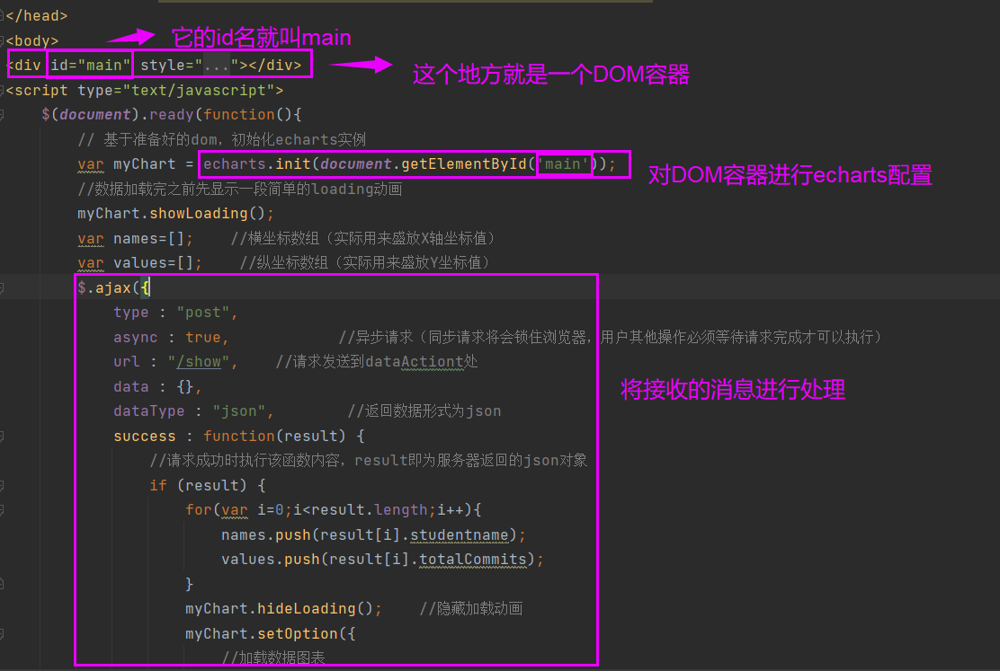 </head>
<body>
它的id名就叫main
<div id="main" style="..."></div>
这个地方就是一个DOM容器
<script type="text/javascript">
$(document).ready(function(){
// 基于准备好的dom，初始化echarts实例
var myChart = echarts.init(document.getElementById('main'));
对DOM容器进行echarts配置
//数据加载完之前先显示一段简单的loading动画
myChart.showLoading();
var names=[]; //横坐标数组（实际用来盛放X轴坐标值）
var values=[]; //纵坐标数组（实际用来盛放Y坐标值）
$.ajax({
type : "post",
async : true, //异步请求（同步请求将会锁住浏览器，用户其他操作必须等待请求完成才可以执行）
url : "/show", //请求发送到dataActiont处
data : {},
将接收的消息进行处理
dataType : "json", //返回数据形式为json
success : function(result) {
//请求成功时执行该函数内容，result即为服务器返回的json对象
if (result) {
for(var i=0;i<result.length;i++){
names.push(result[i].studentname);
values.push(result[i].totalCommits);
}
myChart.hideLoading(); //隐藏加载动画
myChart.setOption({
//加载数据图表